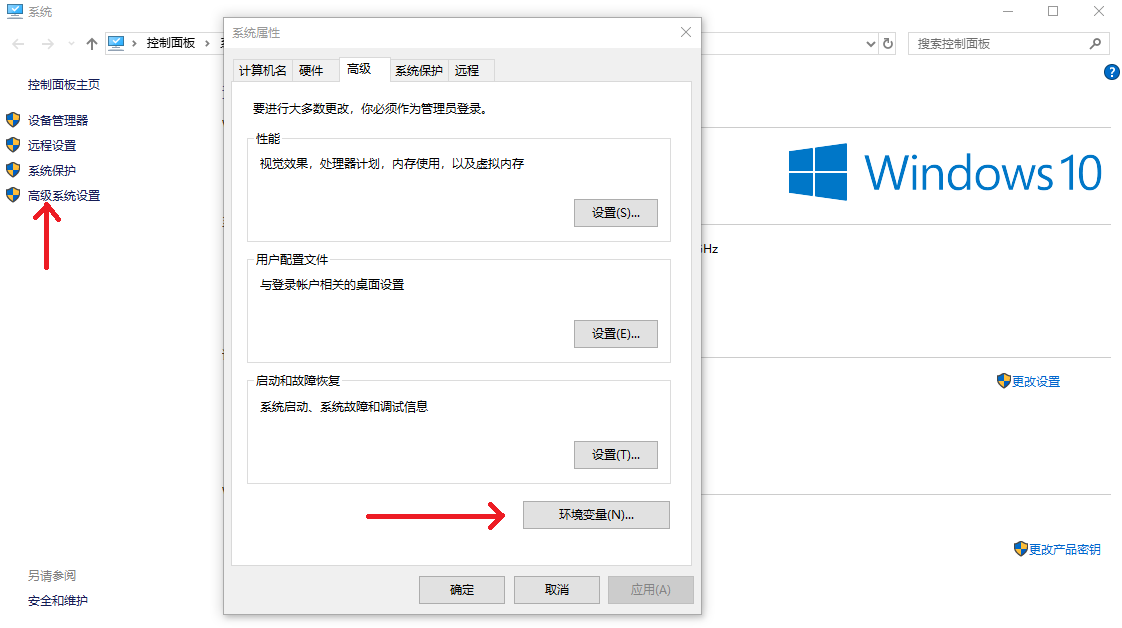 系统
控制面板
搜索控制面板
控制面板主页
设备管理器
远程设置
系统保护
高级系统设置
另请参阅
安全和维护
系统属性
计算机名 硬件 高级 系统保护 远程
要进行大多数更改，你必须作为管理员登录。
性能
视觉效果，处理器计划，内存使用，以及虚拟内存
设置(S)...
用户配置文件
与登录帐户相关的桌面设置
设置(E)...
启动和故障恢复
系统启动、系统故障和调试信息
设置(T)...
环境变量(N)...
确定 取消 应用(A)
Windows 10
Hz
更改设置
更改产品密钥